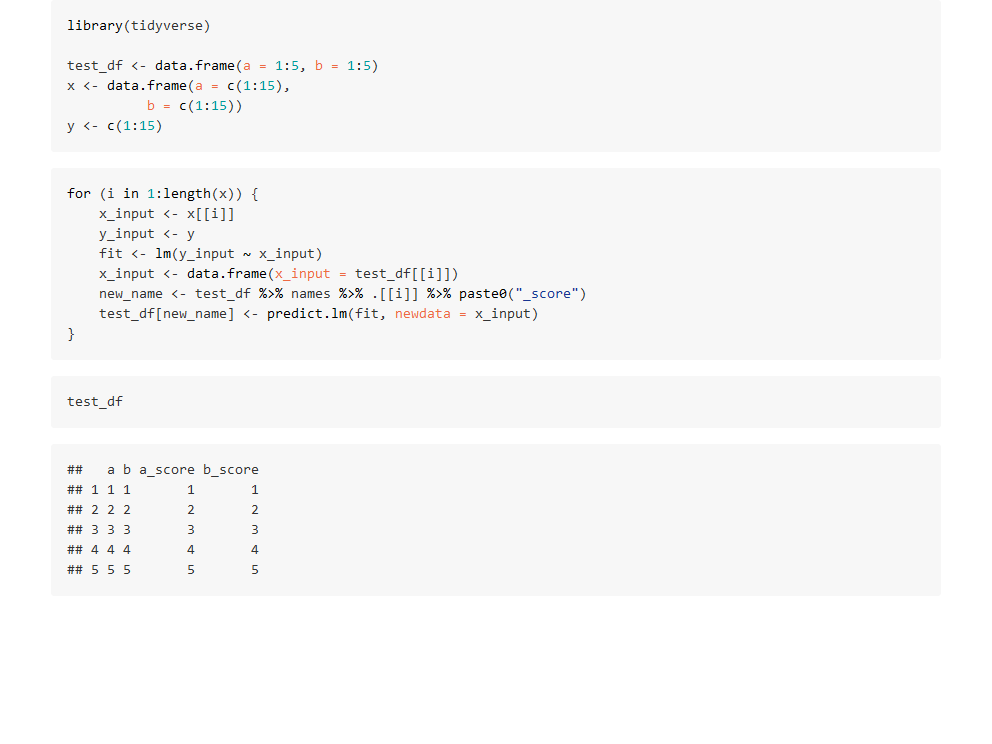 library(tidyverse)
test_df <- data.frame(a = 1:5, b = 1:5)
x <- data.frame(a = c(1:15),
b = c(1:15))
y <- c(1:15)
for (i in 1:length(x)) {
x_input <- x[[i]]
y_input <- y
fit <- lm(y_input ~ x_input)
x_input <- data.frame(x_input = test_df[[i]])
new_name <- test_df %>% names %>% .[[i]] %>% paste0("_score")
test_df[new_name] <- predict.lm(fit, newdata = x_input)
}
test_df
## a b a_score b_score
## 1 1 1 1 1
## 2 2 2 2 2
## 3 3 3 3 3
## 4 4 4 4 4
## 5 5 5 5 5